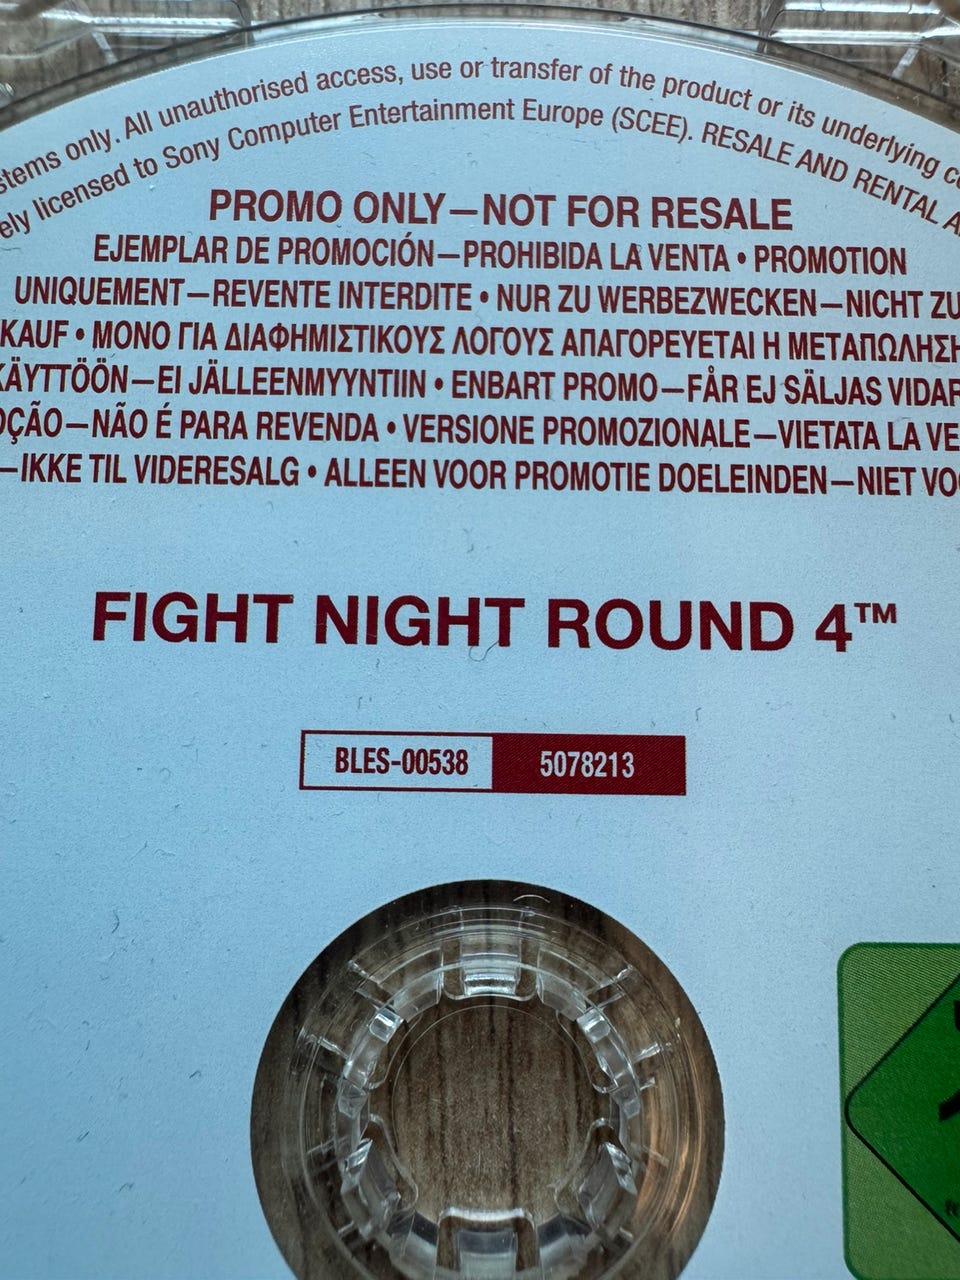 only. All unauthorised access, use or transfer of the product or its underlying
licensed to Sony Computer Entertainment Europe (SCEE). RESALE AND RENTAL
PROMO ONLY—NOT FOR RESALE
EJEMPLAR DE PROMOCIÓN—PROHIBIDA LA VENTA • PROMOTION
UNIQUEMENT—REVENTE INTERDITE • NUR ZU WERBEZWECKEN—NICHT ZU
KAUF • ΜΟΝΟ ΓΙΑ ΔΙΑΦΗΜΙΣΤΙΚΟΥΣ ΛΟΓΟΥΣ ΑΠΑΓΟΡΕΥΕΤΑΙ Η ΜΕΤΑΠΩΛΗΣΗ
KÄYTTÖÖN—EI JÄLLEENMYYNTIIN • ENBART PROMO—FÅR EJ SÄLJAS VIDAR
OÇÃO—NÃO É PARA REVENDA • VERSIONE PROMOZIONALE—VIETATA LA VE
—IKKE TIL VIDERESALG • ALLEEN VOOR PROMOTIE DOELEINDEN—NIET VOO
FIGHT NIGHT ROUND 4™
BLES-00538 5078213